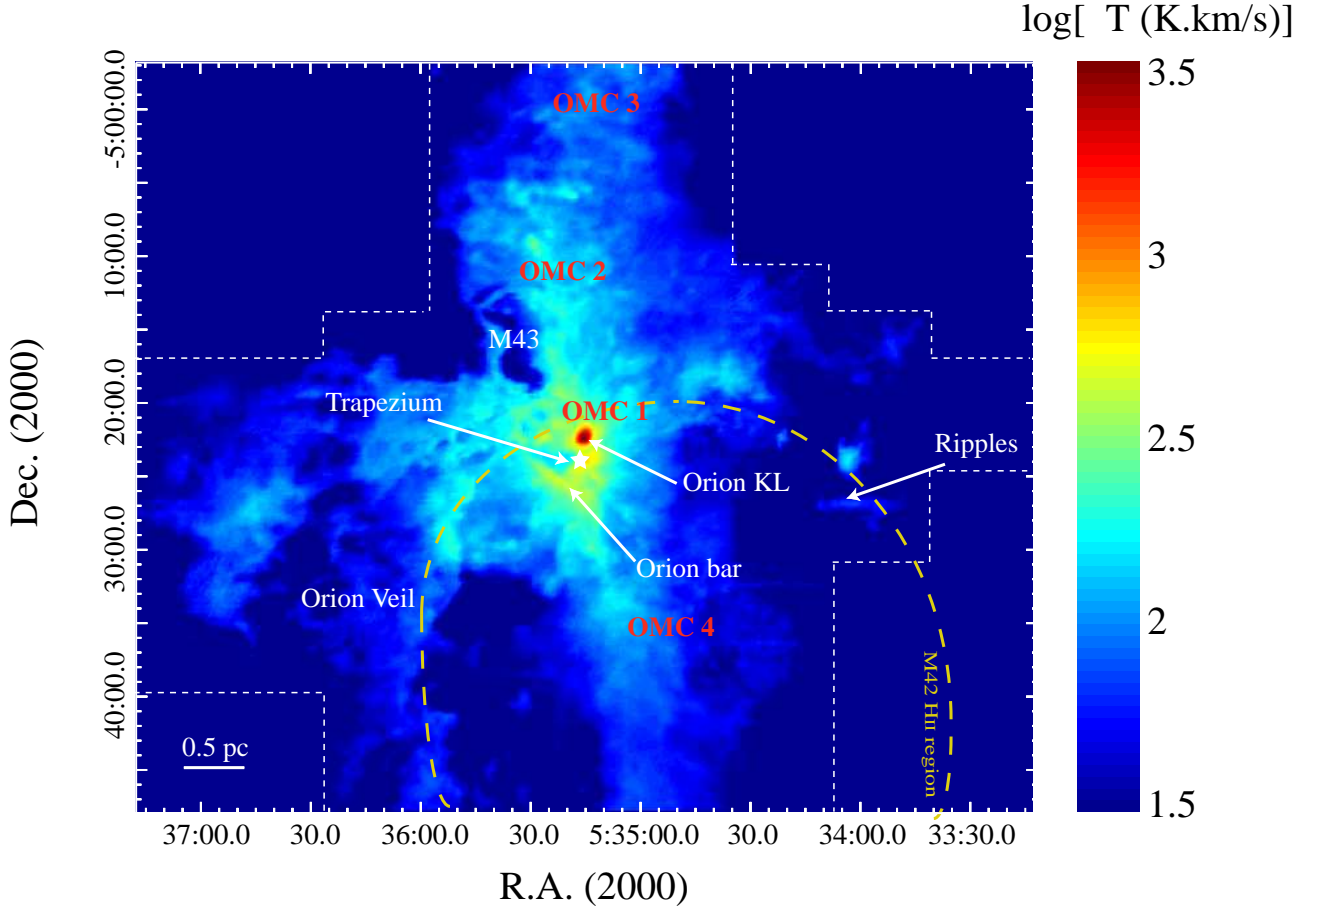 log[ T (K.km/s)]
3.5
3
2.5
2
1.5
Dec. (2000)
-5:00:00.0
10:00.0
20:00.0
30:00.0
40:00.0
OMC 3
OMC 2
M43
Trapezium
OMC 1
Ripples
Orion KL
Orion bar
Orion Veil
OMC 4
M42 HII region
0.5 pc
37:00.0 30.0 36:00.0 30.0 5:35:00.0 30.0 34:00.0 33:30.0
R.A. (2000)